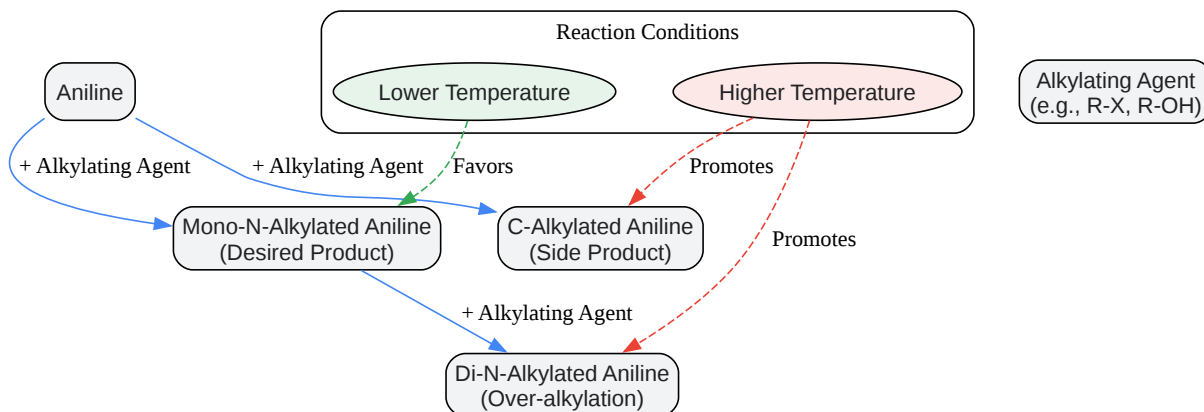 Reaction Conditions
Aniline
Lower Temperature
Higher Temperature
Alkylating Agent
(e.g., R-X, R-OH)
+ Alkylating Agent
+ Alkylating Agent
Favors
Promotes
Mono-N-Alkylated Aniline
(Desired Product)
C-Alkylated Aniline
(Side Product)
Promotes
+ Alkylating Agent
Di-N-Alkylated Aniline
(Over-alkylation)